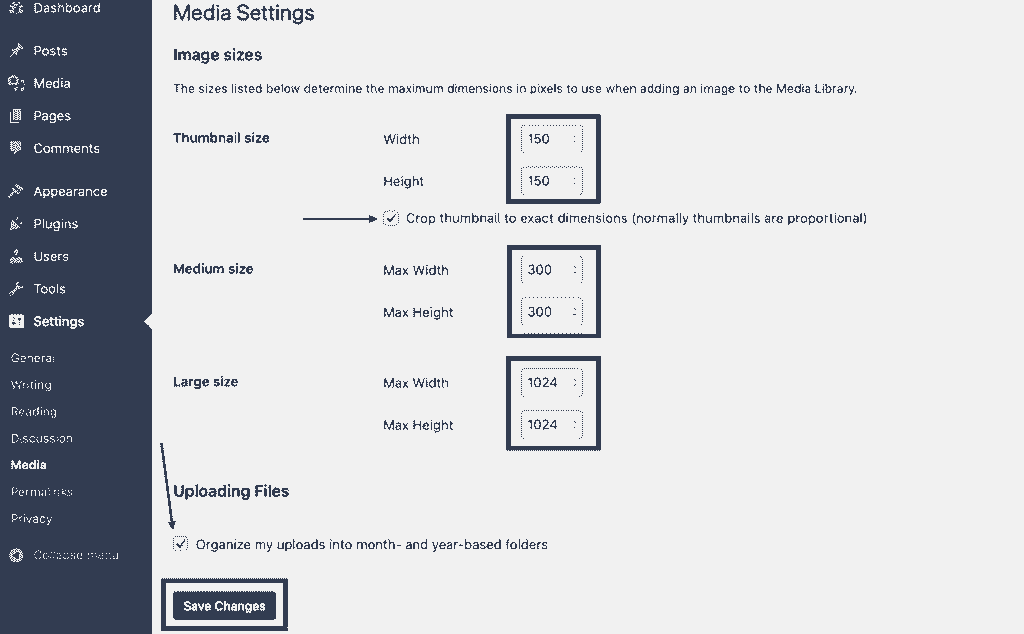 Dashboard
Posts
Media
Pages
Comments
Appearance
Plugins
Users
Tools
Settings
General
Writing
Reading
Discussion
Media
Permalinks
Privacy
Collapse menu
Media Settings
Image sizes
The sizes listed below determine the maximum dimensions in pixels to use when adding an image to the Media Library.
Thumbnail size
Width 150
Height 150
Crop thumbnail to exact dimensions (normally thumbnails are proportional)
Medium size
Max Width 300
Max Height 300
Large size
Max Width 1024
Max Height 1024
Uploading Files
Organize my uploads into month- and year-based folders
Save Changes